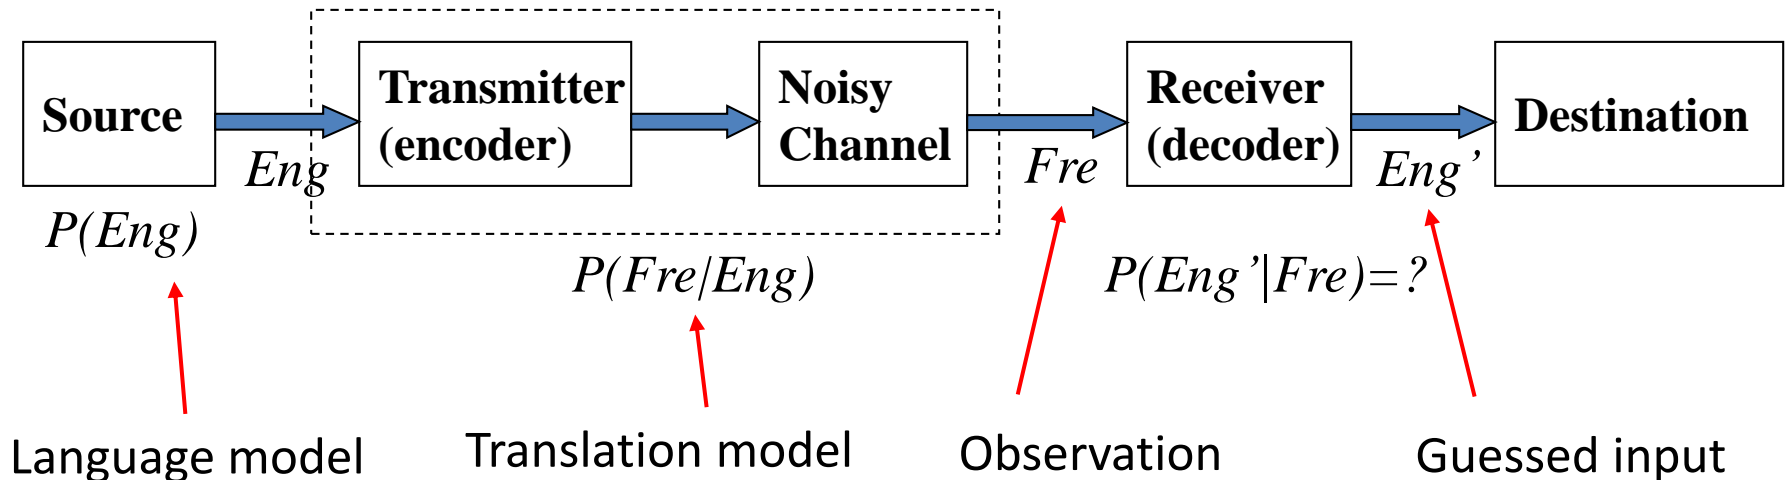 Source
Transmitter
(encoder)
Noisy
Channel
Receiver
(decoder)
Destination
Eng
Fre
Eng’
P(Eng)
P(Fre|Eng)
P(Eng’|Fre)=?
Language model
Translation model
Observation
Guessed input